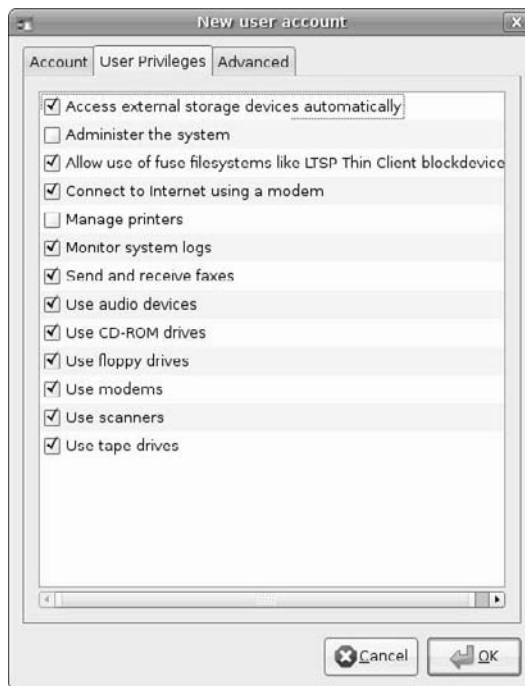 New user account
Account User Privileges Advanced
Access external storage devices automatically
Administer the system
Allow use of fuse filesystems like LTSP Thin Client blockdevice
Connect to Internet using a modem
Manage printers
Monitor system logs
Send and receive faxes
Use audio devices
Use CD-ROM drives
Use floppy drives
Use modems
Use scanners
Use tape drives
Cancel OK